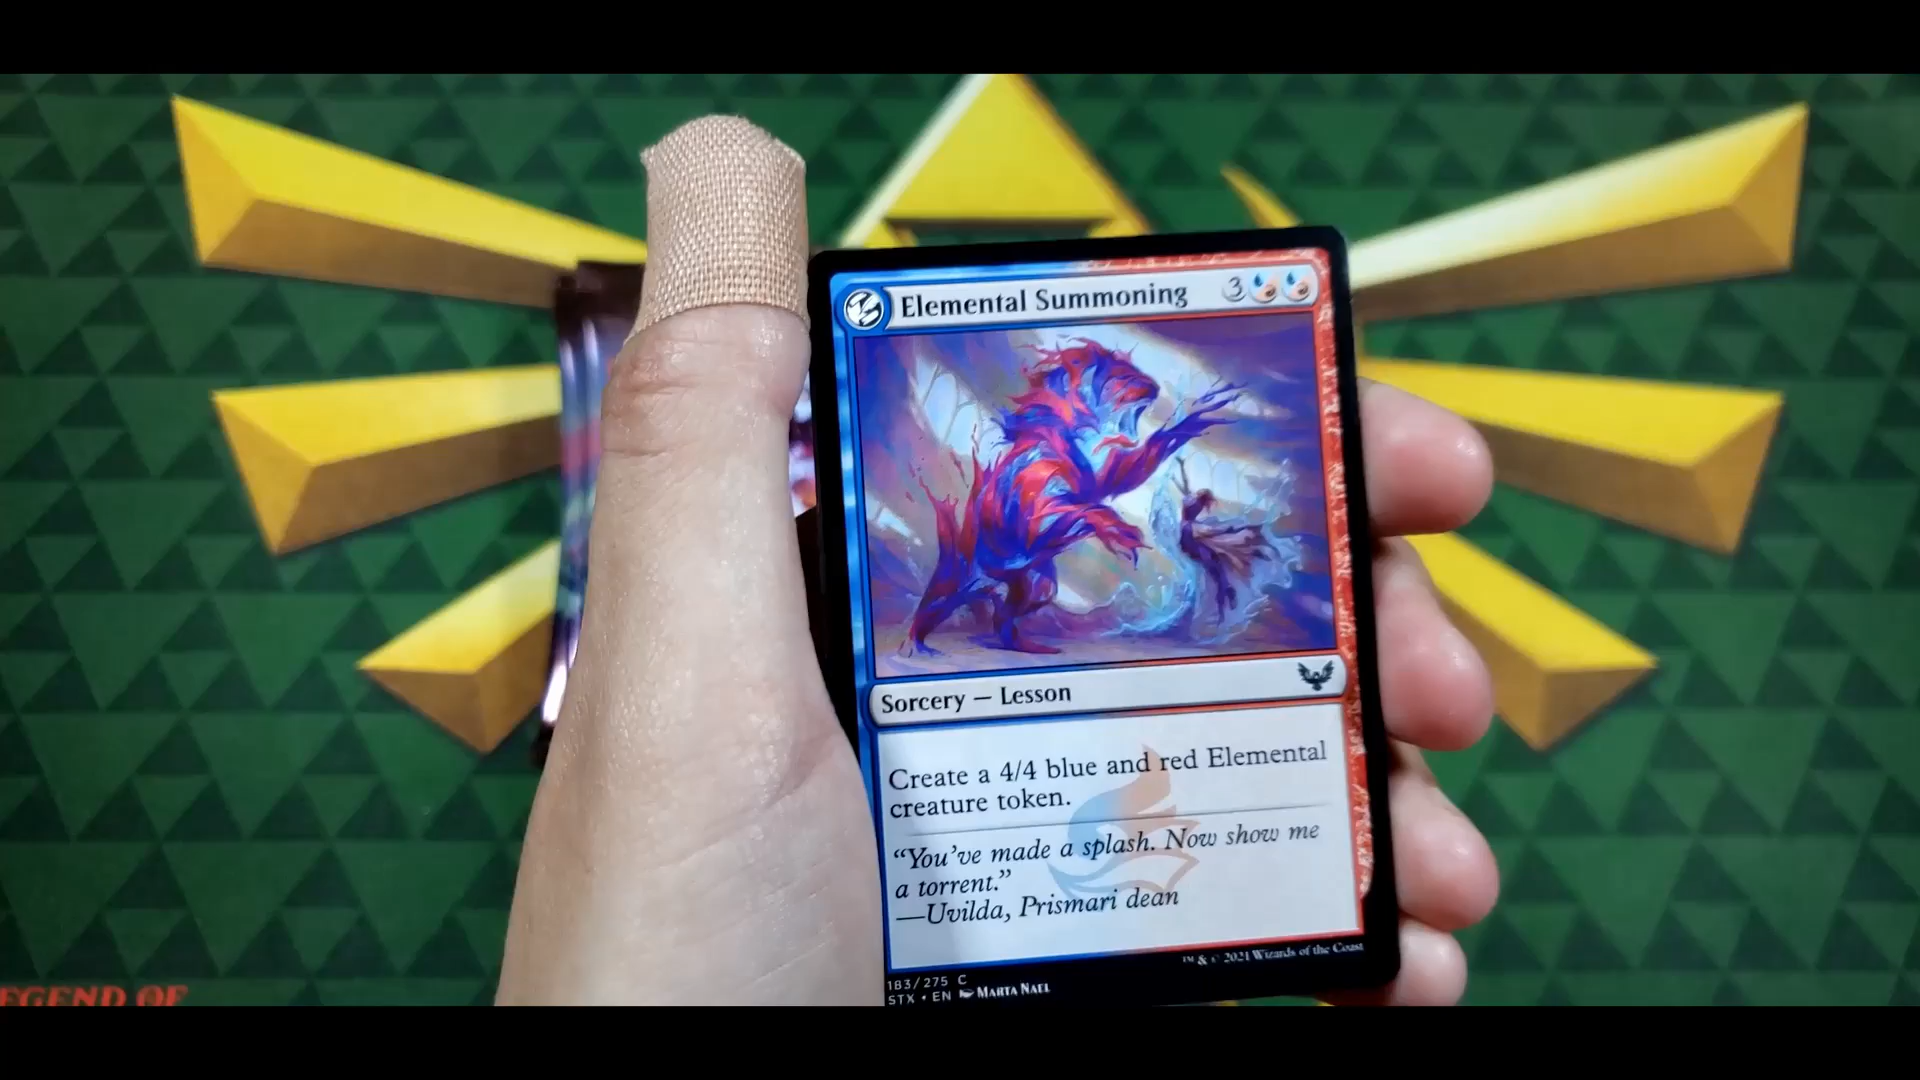 Elemental Summoning 3
Sorcery — Lesson
Create a 4/4 blue and red Elemental
creature token.
“You’ve made a splash. Now show me
a torrent.”
—Uvilda, Prismari dean
™ & © 2021 Wizards of the Coast
183/275 C
STX • EN MARTA NAEL
EGEND OF